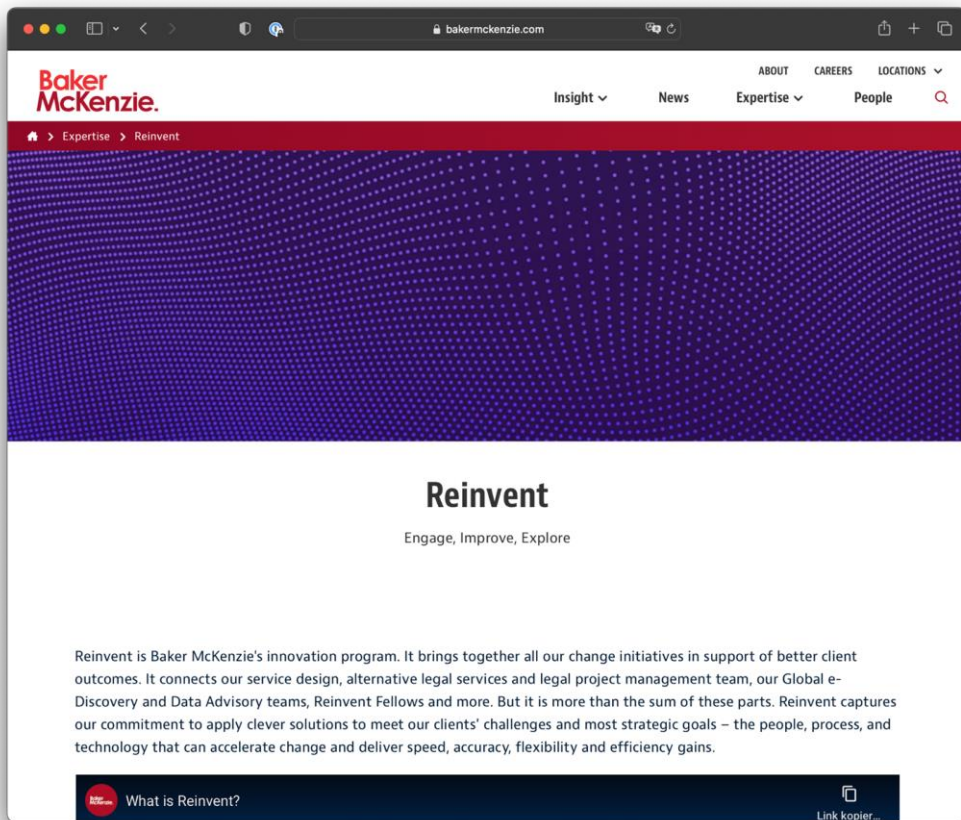 bakermckenzie.com
Baker
McKenzie.
ABOUT CAREERS LOCATIONS
Insight News Expertise People
> Expertise > Reinvent
Reinvent
Engage, Improve, Explore
Reinvent is Baker McKenzie's innovation program. It brings together all our change initiatives in support of better client
outcomes. It connects our service design, alternative legal services and legal project management team, our Global e-
Discovery and Data Advisory teams, Reinvent Fellows and more. But it is more than the sum of these parts. Reinvent captures
our commitment to apply clever solutions to meet our clients' challenges and most strategic goals – the people, process, and
technology that can accelerate change and deliver speed, accuracy, flexibility and efficiency gains.
Baker
McKenzie.
What is Reinvent?
Link kopier...